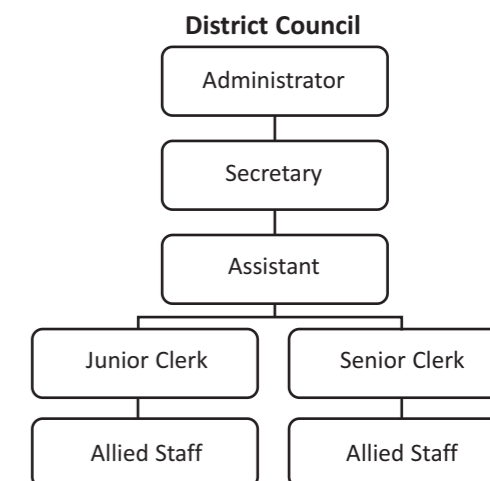 District Council
Administrator
Secretary
Assistant
Junior Clerk
Senior Clerk
Allied Staff
Allied Staff